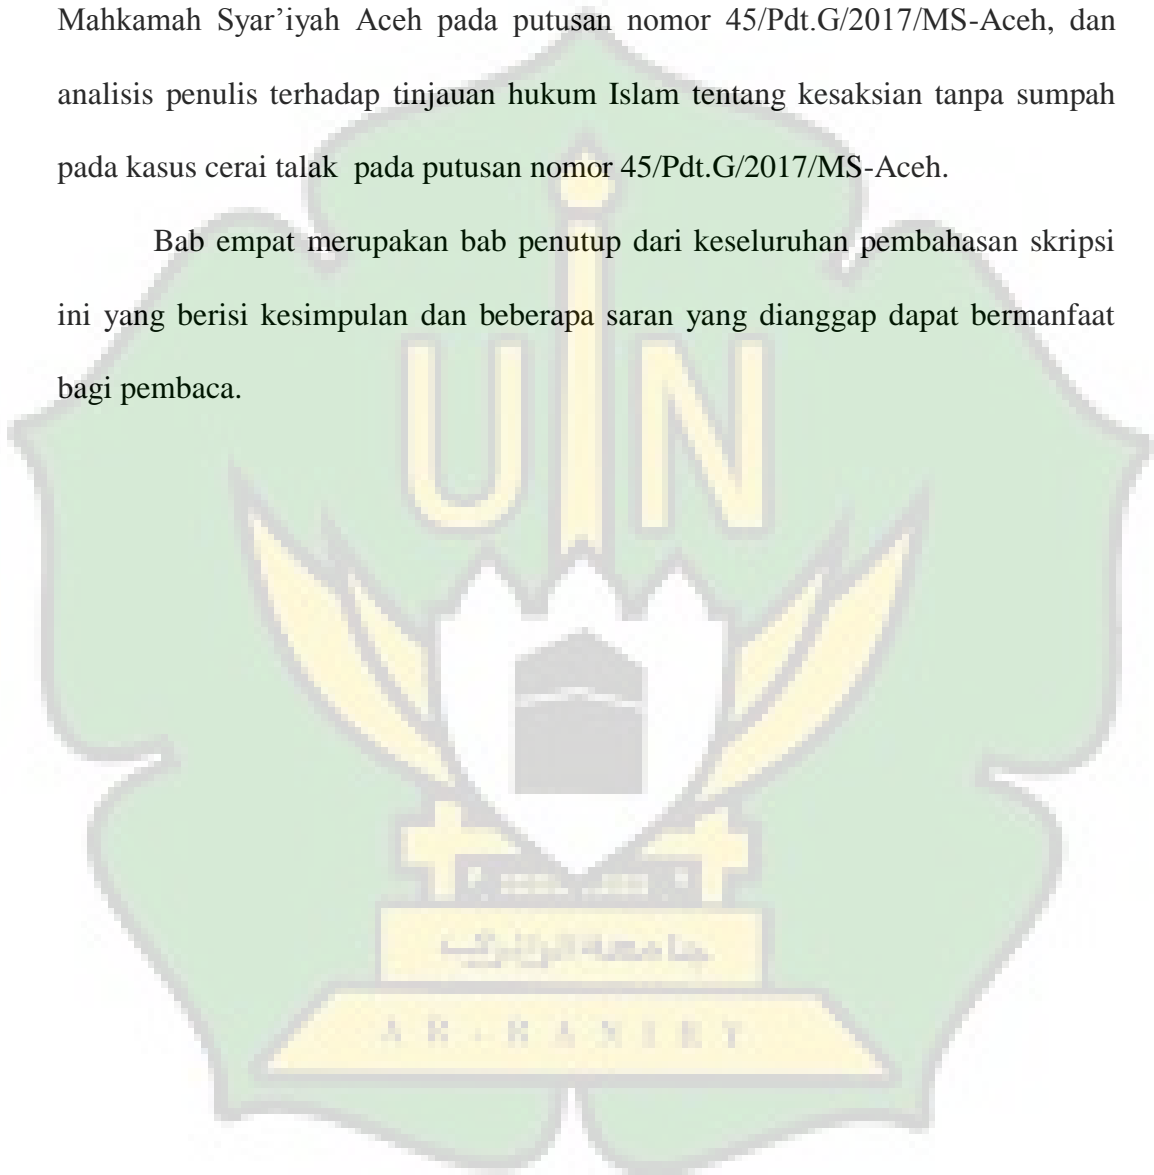 Mahkamah Syar’iyah Aceh pada putusan nomor 45/Pdt.G/2017/MS-Aceh, dan
analisis penulis terhadap tinjauan hukum Islam tentang kesaksian tanpa sumpah
pada kasus cerai talak pada putusan nomor 45/Pdt.G/2017/MS-Aceh.
Bab empat merupakan bab penutup dari keseluruhan pembahasan skripsi
ini yang berisi kesimpulan dan beberapa saran yang dianggap dapat bermanfaat
bagi pembaca.
UIN
جامعة الرانيري
AR-RANIRY